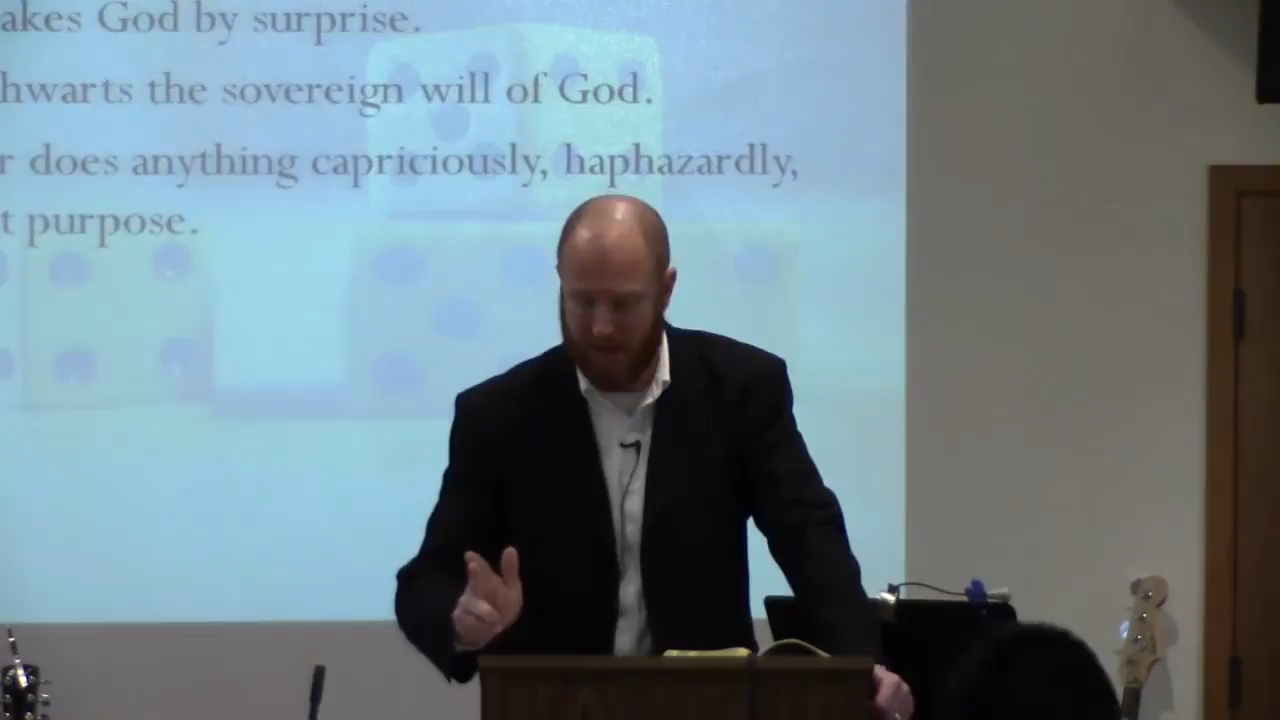 akes God by surprise.
hwarts the sovereign will of God.
r does anything capriciously, haphazardly,
t purpose.